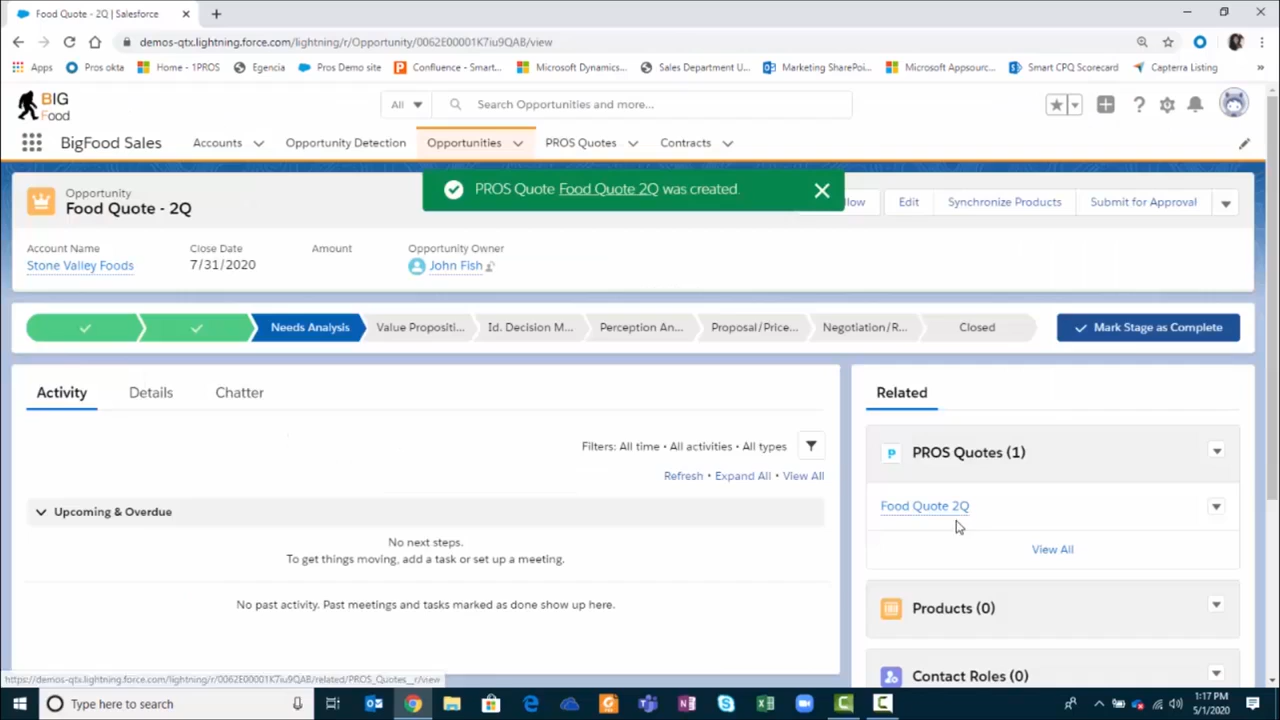 Food Quote - 2Q | Salesforce
demos-qtx.lightning.force.com/lightning/r/Opportunity/0062E00001K7iu9QAB/view
Apps Pros okta Home - 1PROS Egencia Pros Demo site Confluence - Smart... Microsoft Dynamics... Sales Department U... Marketing SharePoi... Microsoft Appsourc... Smart CPQ Scorecard Capterra Listing »
BIG
Food
All Search Opportunities and more...
BigFood Sales Accounts Opportunity Detection Opportunities PROS Quotes Contracts
PROS Quote Food Quote 2Q was created.
Opportunity
Food Quote - 2Q
Edit Synchronize Products Submit for Approval
Account Name Close Date Amount Opportunity Owner
Stone Valley Foods 7/31/2020 John Fish
Needs Analysis Value Propositi... Id. Decision M... Perception An... Proposal/Price... Negotiation/R... Closed Mark Stage as Complete
Activity Details Chatter
Related
Filters: All time • All activities • All types
PROS Quotes (1)
Refresh • Expand All • View All
Upcoming & Overdue
Food Quote 2Q
No next steps.
To get things moving, add a task or set up a meeting.
View All
No past activity. Past meetings and tasks marked as done show up here.
Products (0)
Contact Roles (0)
https://demos-qtx.lightning.force.com/lightning/r/0062E00001K7iu9QAB/related/PROS_Quotes__r/view
Type here to search
1:17 PM
5/1/2020